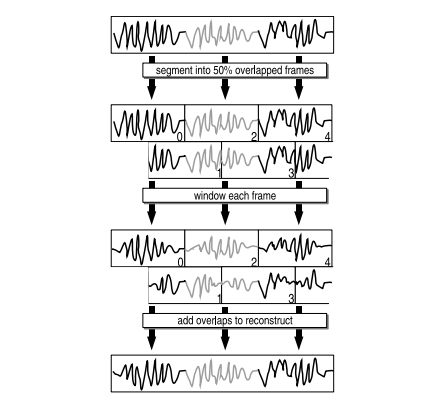 segment into 50% overlapped frames
0 2 4
1 3
window each frame
0 2 4
1 3
add overlaps to reconstruct